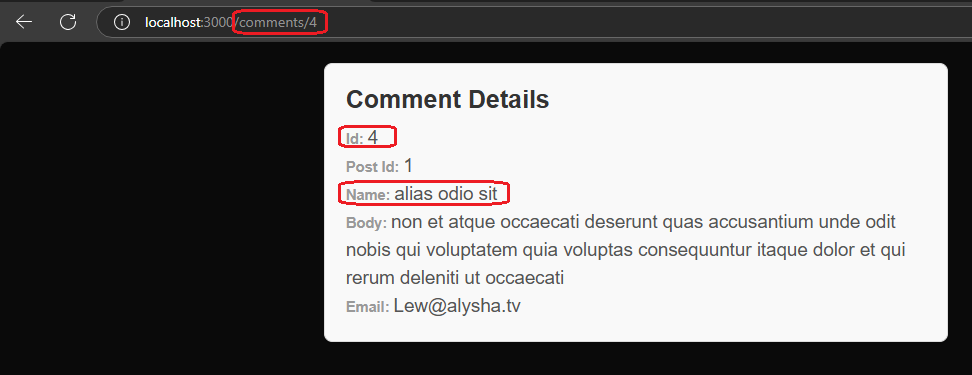 localhost:3000/comments/4
Comment Details
Id: 4
Post Id: 1
Name: alias odio sit
Body: non et atque occaecati deserunt quas accusantium unde odit
nobis qui voluptatem quia voluptas consequuntur itaque dolor et qui
rerum deleniti ut occaecati
Email: Lew@alysha.tv